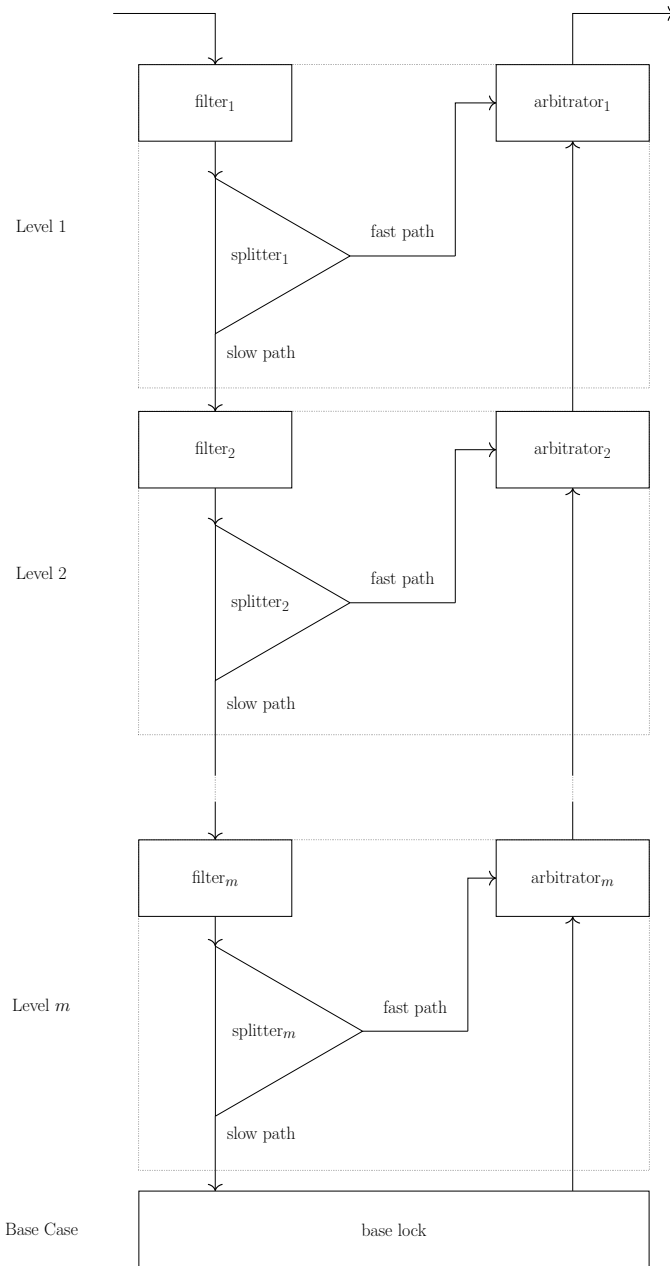 filter₁
arbitrator₁
Level 1
fast path
splitter₁
slow path
filter₂
arbitrator₂
Level 2
fast path
splitter₂
slow path
filterₘ
arbitratorₘ
Level m
fast path
splitterₘ
slow path
Base Case
base lock